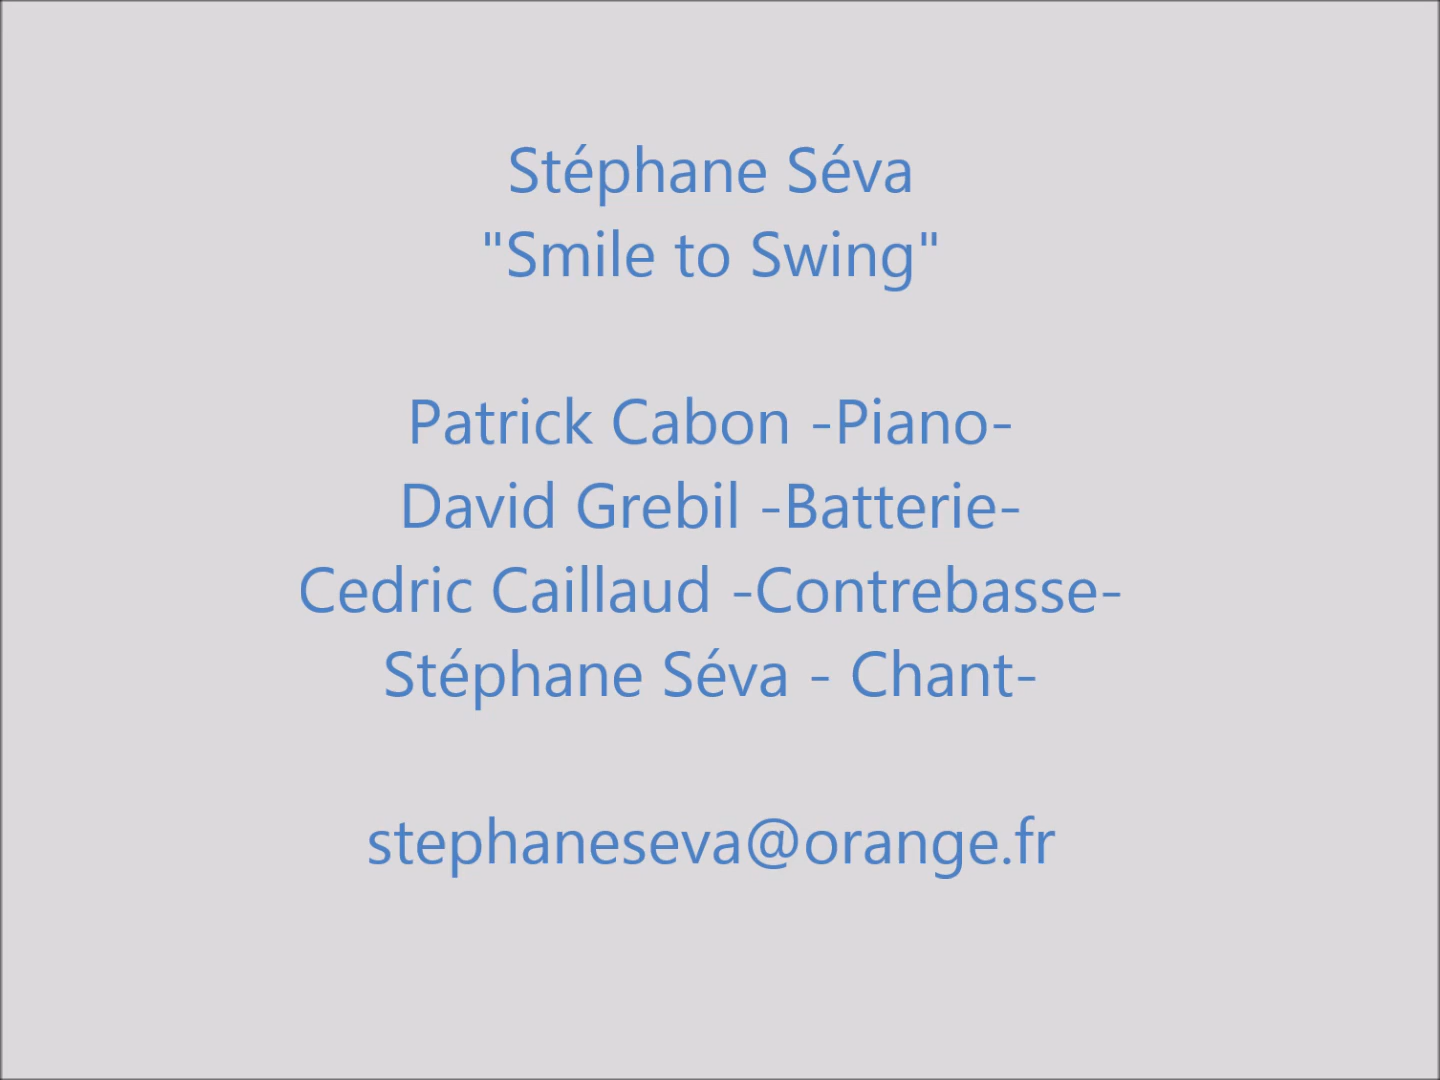 Stéphane Séva
"Smile to Swing"
Patrick Cabon -Piano-
David Grebil -Batterie-
Cedric Caillaud -Contrebasse-
Stéphane Séva - Chant-
stephaneseva@orange.fr